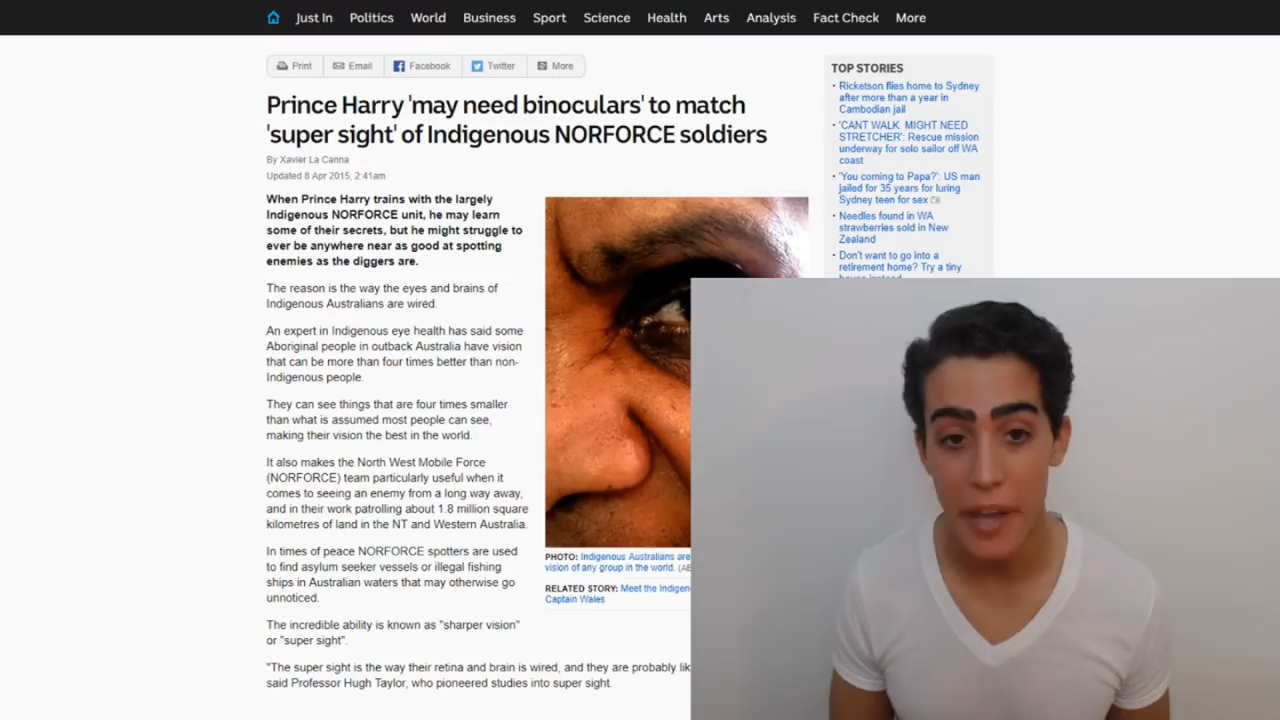 Just In Politics World Business Sport Science Health Arts Analysis Fact Check More
Print Email Facebook Twitter More
Prince Harry 'may need binoculars' to match
'super sight' of Indigenous NORFORCE soldiers
By Xavier La Canna
Updated 8 Apr 2015, 2:41am
When Prince Harry trains with the largely
Indigenous NORFORCE unit, he may learn
some of their secrets, but he might struggle to
ever be anywhere near as good at spotting
enemies as the diggers are.
The reason is the way the eyes and brains of
Indigenous Australians are wired.
An expert in Indigenous eye health has said some
Aboriginal people in outback Australia have vision
that can be more than four times better than non-
Indigenous people.
They can see things that are four times smaller
than what is assumed most people can see,
making their vision the best in the world.
It also makes the North West Mobile Force
(NORFORCE) team particularly useful when it
comes to seeing an enemy from a long way away,
and in their work patrolling about 1.8 million square
kilometres of land in the NT and Western Australia.
In times of peace NORFORCE spotters are used
to find asylum seeker vessels or illegal fishing
ships in Australian waters that may otherwise go
unnoticed.
The incredible ability is known as "sharper vision"
or "super sight".
"The super sight is the way their retina and brain is wired, and they are probably lik
said Professor Hugh Taylor, who pioneered studies into super sight.
PHOTO: Indigenous Australians are
vision of any group in the world. (AB
RELATED STORY: Meet the Indigen
Captain Wales
TOP STORIES
Ricketson flies home to Sydney
after more than a year in
Cambodian jail
'CANT WALK. MIGHT NEED
STRETCHER': Rescue mission
underway for solo sailor off WA
coast
'You coming to Papa?': US man
jailed for 35 years for luring
Sydney teen for sex
Needles found in WA
strawberries sold in New
Zealand
Don't want to go into a
retirement home? Try a tiny